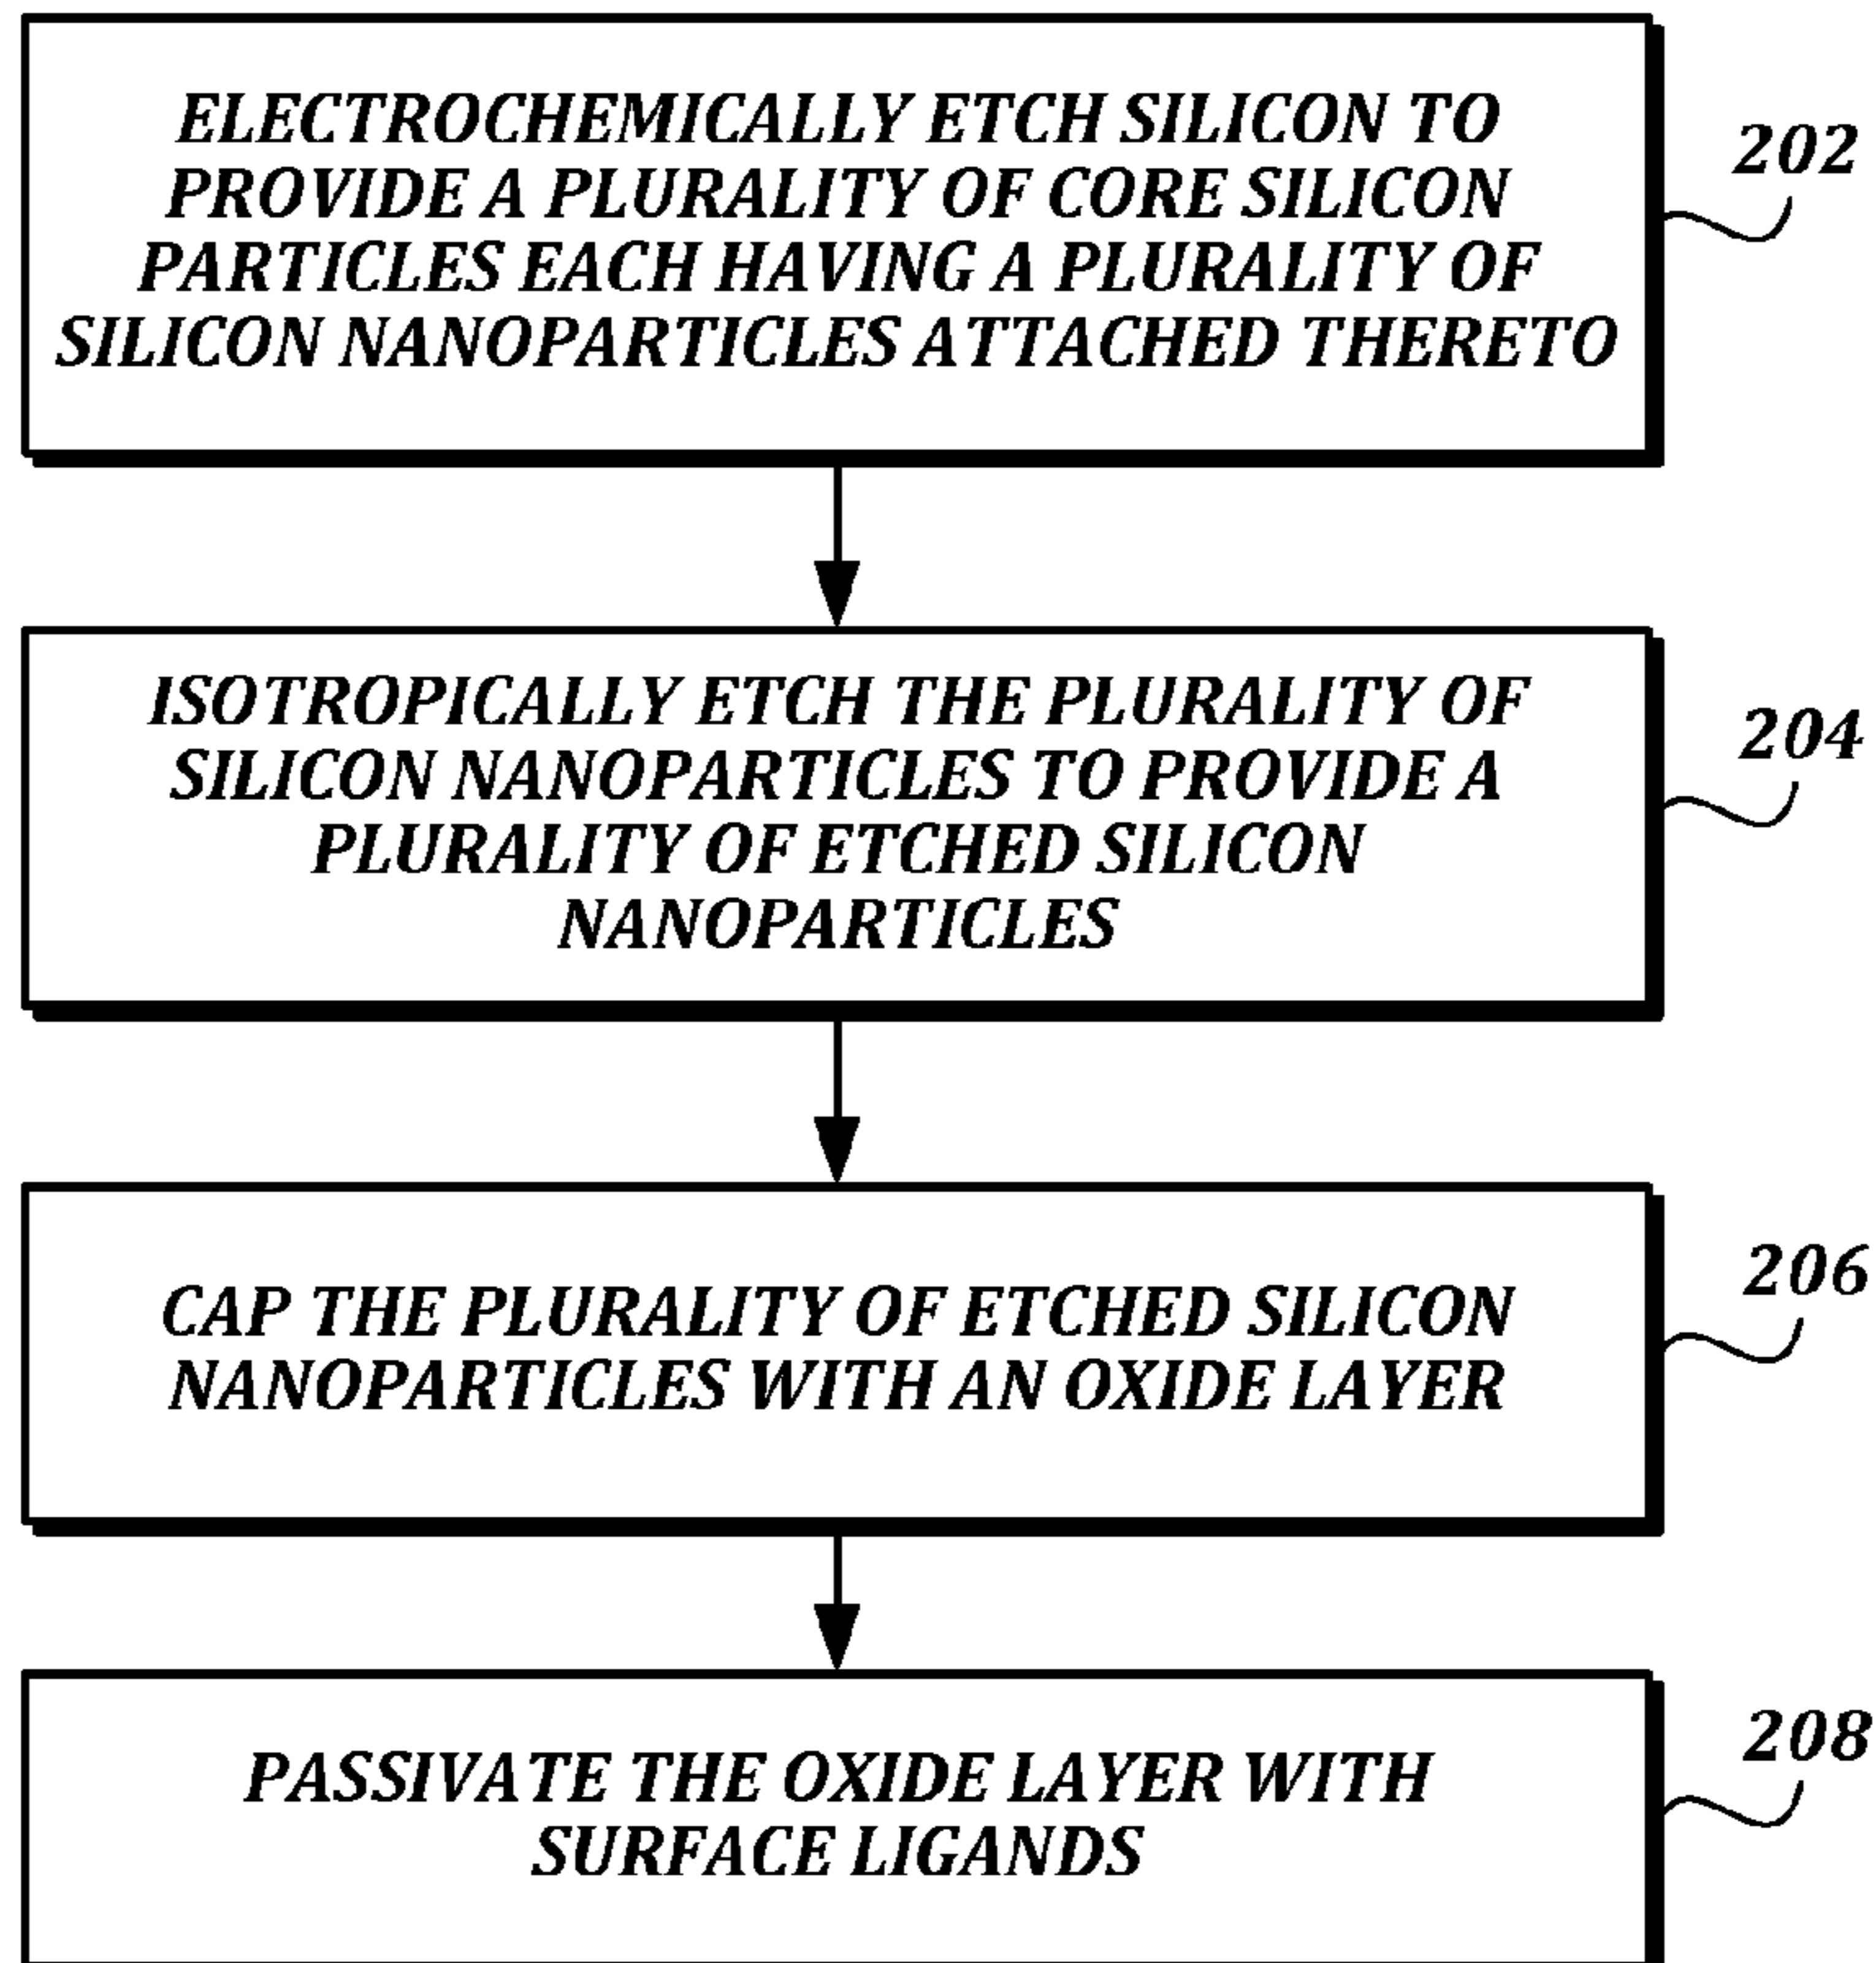 ELECTROCHEMICALLY ETCH SILICON TO
PROVIDE A PLURALITY OF CORE SILICON
PARTICLES EACH HAVING A PLURALITY OF
SILICON NANOPARTICLES ATTACHED THERETO
202
ISOTROPICALLY ETCH THE PLURALITY OF
SILICON NANOPARTICLES TO PROVIDE A
PLURALITY OF ETCHED SILICON
NANOPARTICLES
204
CAP THE PLURALITY OF ETCHED SILICON
NANOPARTICLES WITH AN OXIDE LAYER
206
PASSIVATE THE OXIDE LAYER WITH
SURFACE LIGANDS
208